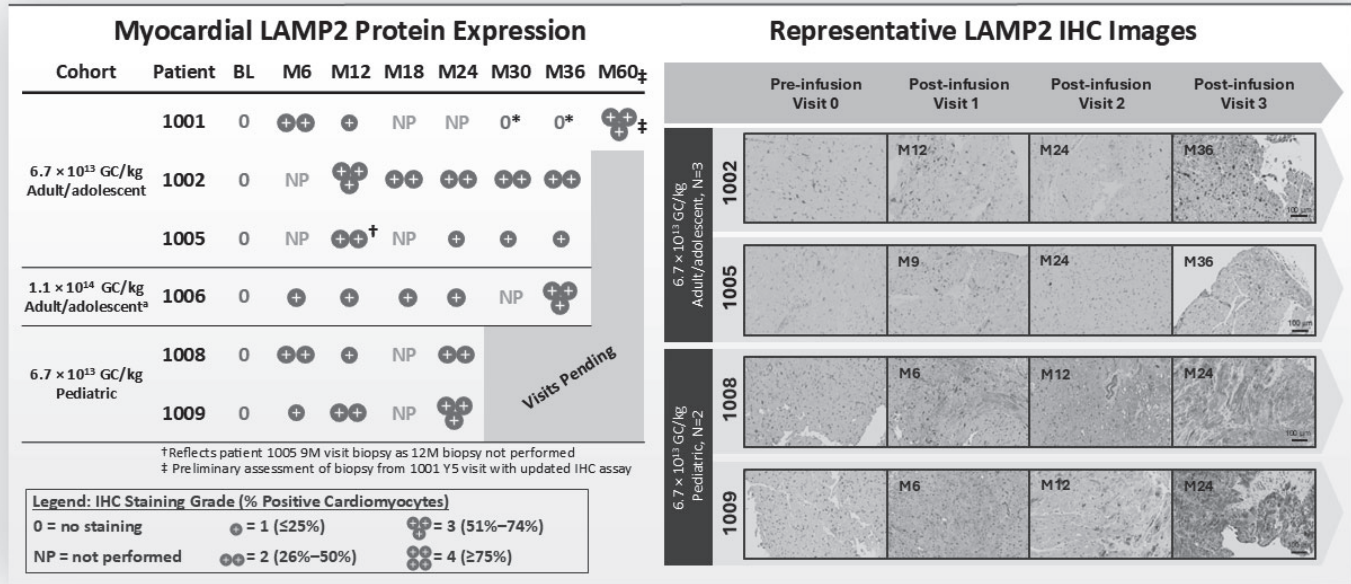 Myocardial LAMP2 Protein Expression
Cohort Patient BL M6 M12 M18 M24 M30 M36 M60‡
6.7 × 10¹³ GC/kg
Adult/adolescent
1001 0 ++ + NP NP 0* 0* +++ ‡
1002 0 NP +++ ++ ++ ++ ++
1005 0 NP ++† NP + + +
1.1 × 10¹⁴ GC/kg
Adult/adolescentª
1006 0 + + + + NP +++
6.7 × 10¹³ GC/kg
Pediatric
1008 0 ++ + NP ++
1009 0 + ++ NP +++
Visits Pending
†Reflects patient 1005 9M visit biopsy as 12M biopsy not performed
‡ Preliminary assessment of biopsy from 1001 Y5 visit with updated IHC assay
Legend: IHC Staining Grade (% Positive Cardiomyocytes)
0 = no staining + = 1 (≤25%) +++ = 3 (51%–74%)
NP = not performed ++ = 2 (26%–50%) ++++ = 4 (≥75%)
Representative LAMP2 IHC Images
Pre-infusion
Visit 0
Post-infusion
Visit 1
Post-infusion
Visit 2
Post-infusion
Visit 3
6.7 × 10¹³ GC/kg
Adult/adolescent, N=3
1002
M12
M24
M36
100 µm
1005
M9
M24
M36
100 µm
6.7 × 10¹³ GC/kg
Pediatric, N=2
1008
M6
M12
M24
100 µm
1009
M6
M12
M24